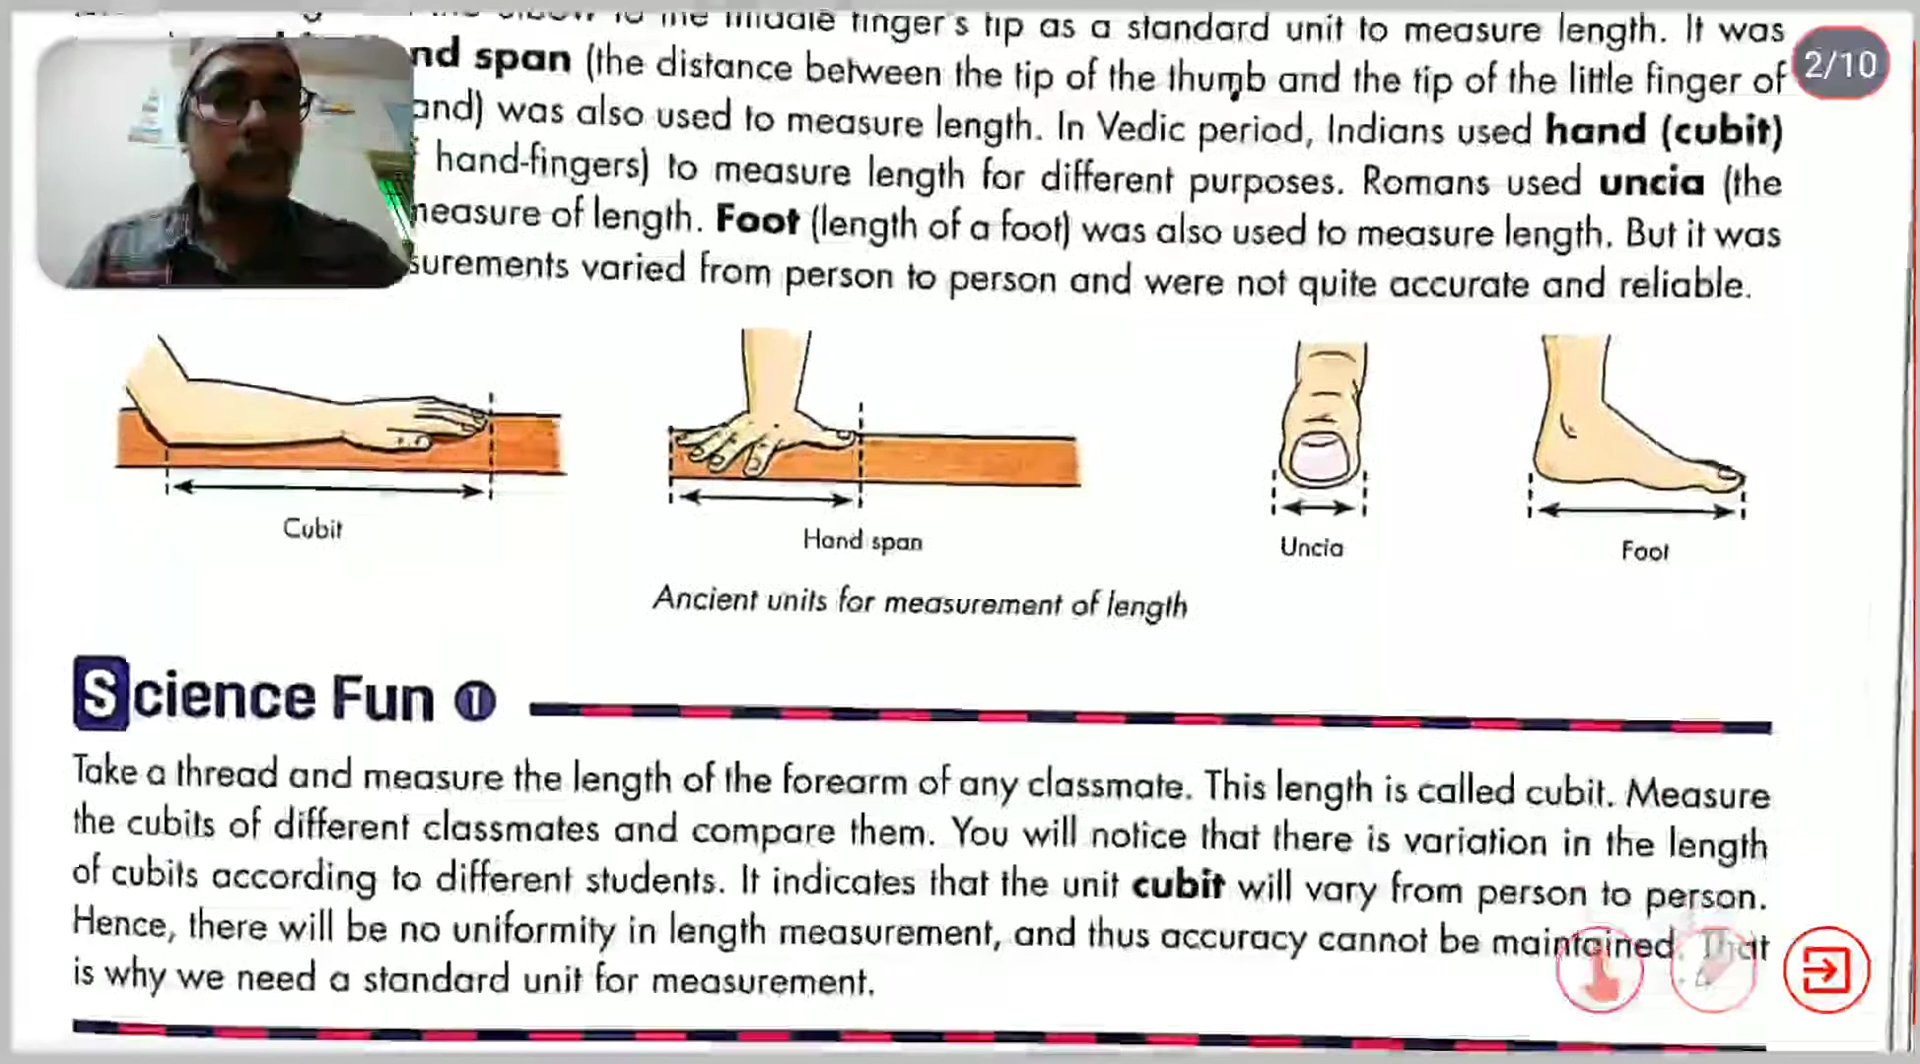 to the middle finger's tip as a standard unit to measure length. It was
nd span (the distance between the tip of the thumb and the tip of the little finger of
and) was also used to measure length. In Vedic period, Indians used hand (cubit)
hand-fingers) to measure length for different purposes. Romans used uncia (the
measure of length. Foot (length of a foot) was also used to measure length. But it was
surements varied from person to person and were not quite accurate and reliable.
2/10
Cubit
Hand span
Uncia
Foot
Ancient units for measurement of length
Science Fun 1
Take a thread and measure the length of the forearm of any classmate. This length is called cubit. Measure
the cubits of different classmates and compare them. You will notice that there is variation in the length
of cubits according to different students. It indicates that the unit cubit will vary from person to person.
Hence, there will be no uniformity in length measurement, and thus accuracy cannot be maintained. That
is why we need a standard unit for measurement.